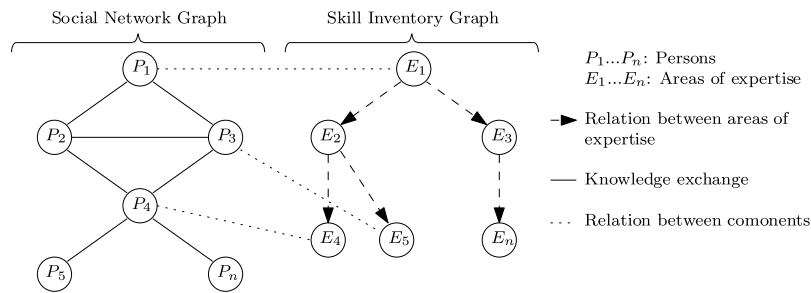 Social Network Graph
Skill Inventory Graph
P1
E1
P1...Pn: Persons
E1...En: Areas of expertise
Relation between areas of
expertise
P2
P3
E2
E3
Knowledge exchange
P4
Relation between comonents
E4
E5
En
P5
Pn